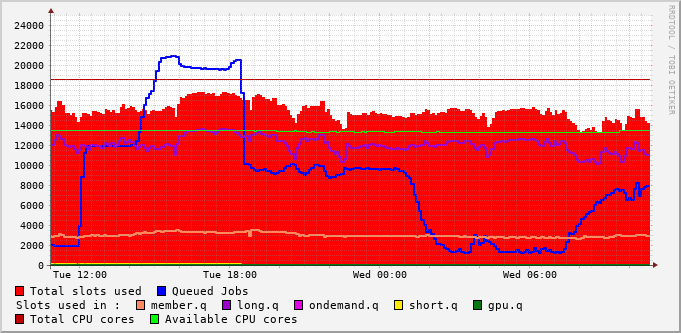 24000
22000
20000
18000
16000
14000
12000
10000
8000
6000
4000
2000
0
Tue 12:00 Tue 18:00 Wed 00:00 Wed 06:00
RRDTOOL / TOBI OETIKER
Total slots used Queued Jobs
Slots used in : member.q long.q ondemand.q short.q gpu.q
Total CPU cores Available CPU cores